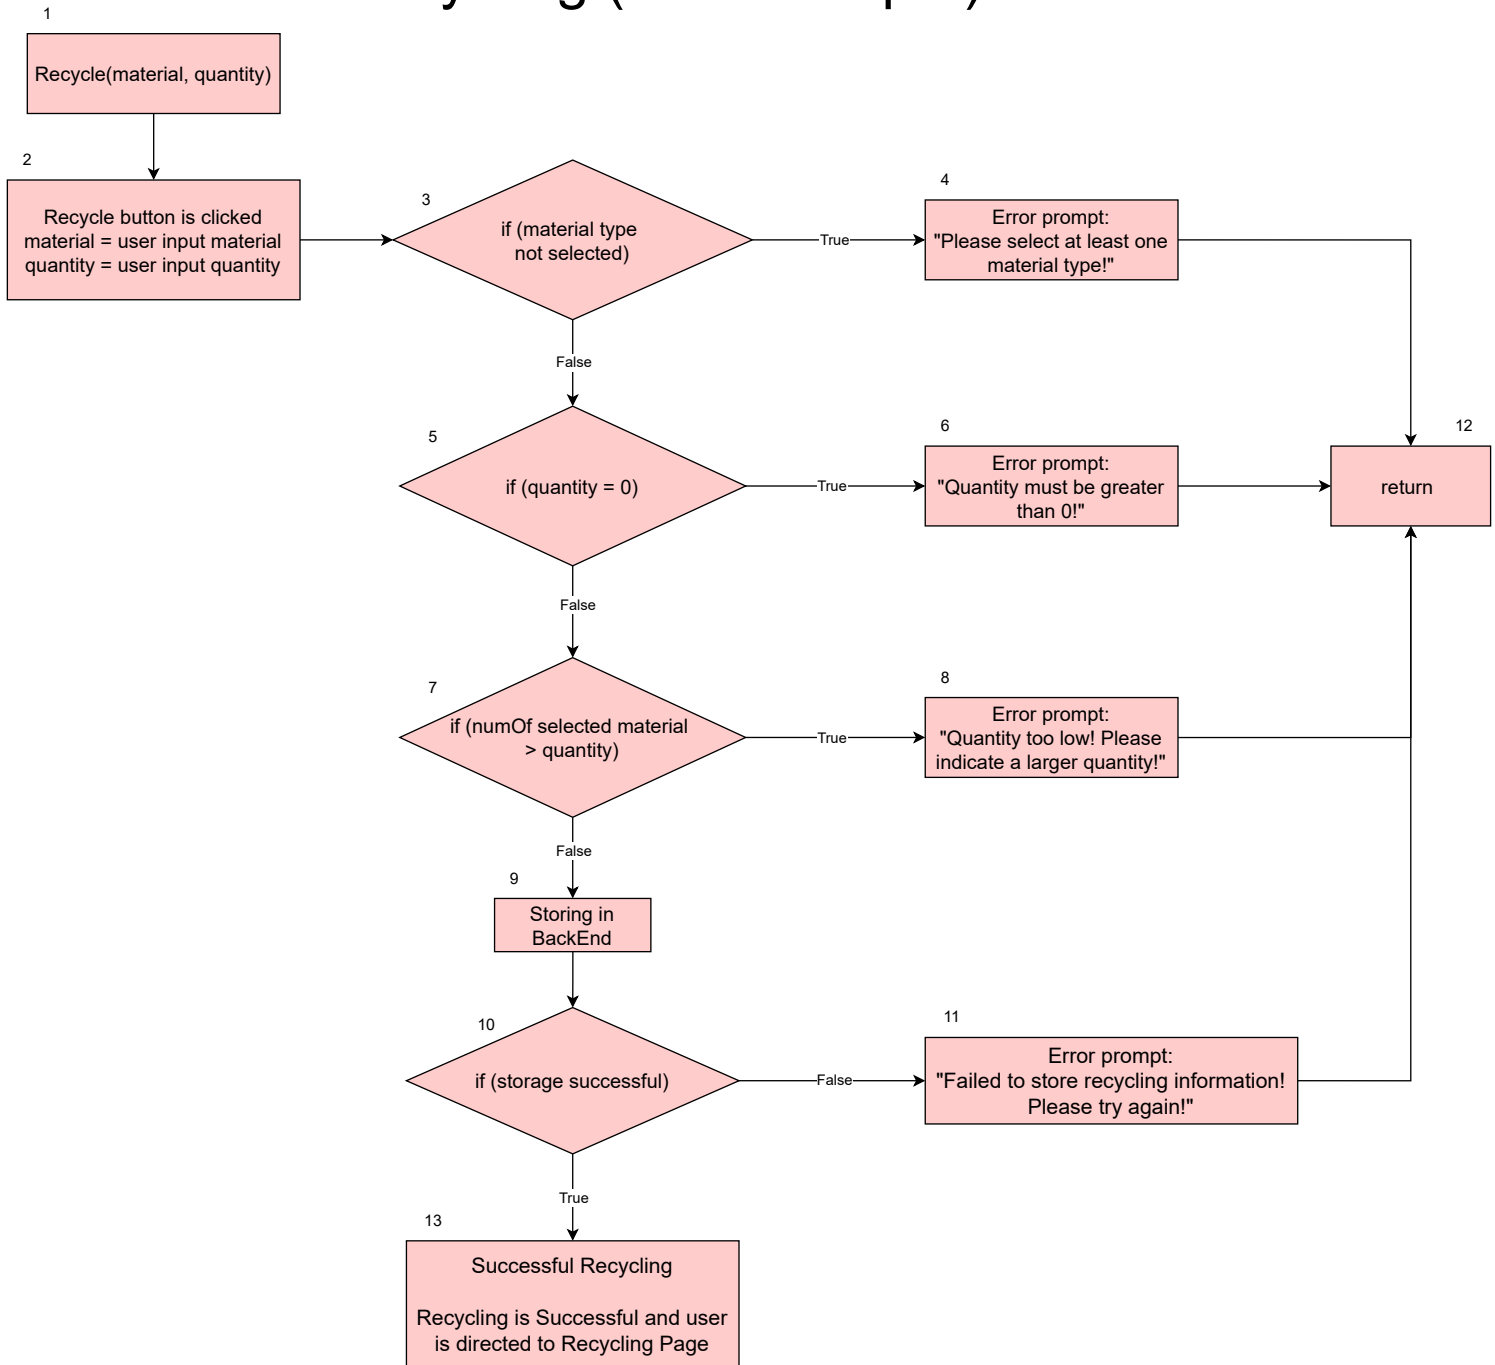 1
Recycle(material, quantity)
2
Recycle button is clicked
material = user input material
quantity = user input quantity
3
if (material type
not selected)
True
4
Error prompt:
"Please select at least one
material type!"
False
5
if (quantity = 0)
True
6
Error prompt:
"Quantity must be greater
than 0!"
12
return
False
7
if (numOf selected material
> quantity)
True
8
Error prompt:
"Quantity too low! Please
indicate a larger quantity!"
False
9
Storing in
BackEnd
10
if (storage successful)
False
11
Error prompt:
"Failed to store recycling information!
Please try again!"
True
13
Successful Recycling
Recycling is Successful and user
is directed to Recycling Page